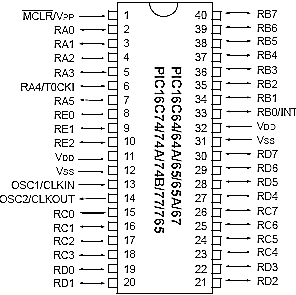 MCLR/VPP 1 40 RB7
RA0 2 39 RB6
RA1 3 38 RB5
RA2 4 37 RB4
RA3 5 36 RB3
RA4/T0CKI 6 35 RB2
RA5 7 34 RB1
RE0 8 33 RB0/INT
RE1 9 32 VDD
RE2 10 31 VSS
VDD 11 30 RD7
VSS 12 29 RD6
OSC1/CLKIN 13 28 RD5
OSC2/CLKOUT 14 27 RD4
RC0 15 26 RC7
RC1 16 25 RC6
RC2 17 24 RC5
RC3 18 23 RC4
RD0 19 22 RD3
RD1 20 21 RD2
PIC16C64/64A/65/65A/67
PIC16C74/74A/74B/77/765